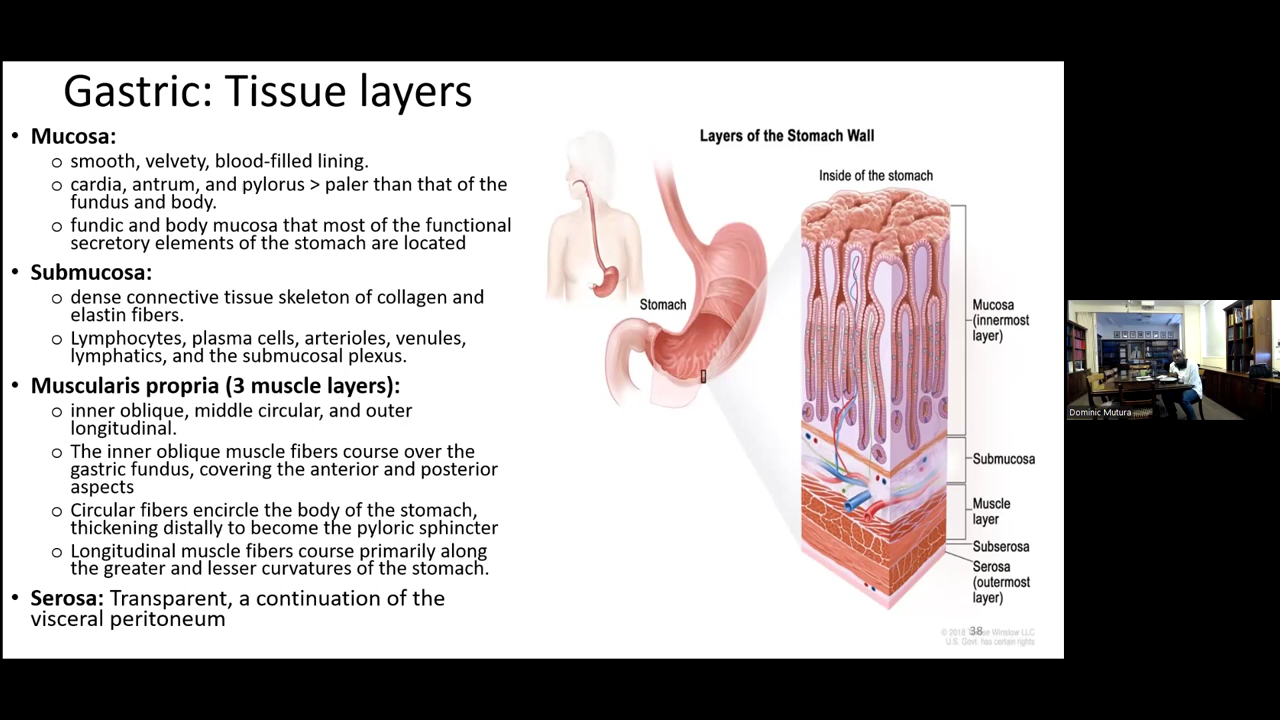 Gastric: Tissue layers
• Mucosa:
o smooth, velvety, blood-filled lining.
o cardia, antrum, and pylorus > paler than that of the
fundus and body.
o fundic and body mucosa that most of the functional
secretory elements of the stomach are located
• Submucosa:
o dense connective tissue skeleton of collagen and
elastin fibers.
o Lymphocytes, plasma cells, arterioles, venules,
lymphatics, and the submucosal plexus.
• Muscularis propria (3 muscle layers):
o inner oblique, middle circular, and outer
longitudinal.
o The inner oblique muscle fibers course over the
gastric fundus, covering the anterior and posterior
aspects
o Circular fibers encircle the body of the stomach,
thickening distally to become the pyloric sphincter
o Longitudinal muscle fibers course primarily along
the greater and lesser curvatures of the stomach.
• Serosa: Transparent, a continuation of the
visceral peritoneum
Layers of the Stomach Wall
Inside of the stomach
Stomach
Mucosa
(innermost
layer)
Submucosa
Muscle
layer
Subserosa
Serosa
(outermost
layer)
© 2018 Winslow LLC
U.S. Govt. has certain rights
38
Dominic Mutura